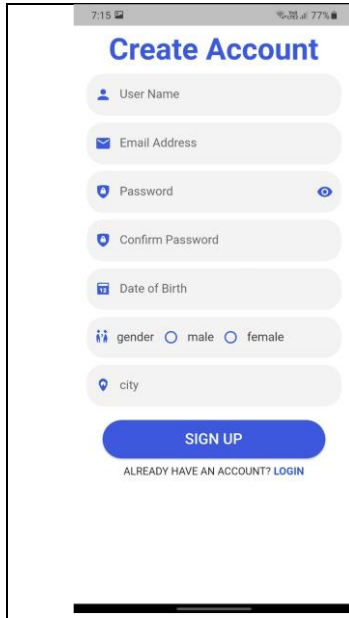 7:15 77%
Create Account
User Name
Email Address
Password
Confirm Password
12 Date of Birth
gender male female
city
SIGN UP
ALREADY HAVE AN ACCOUNT? LOGIN